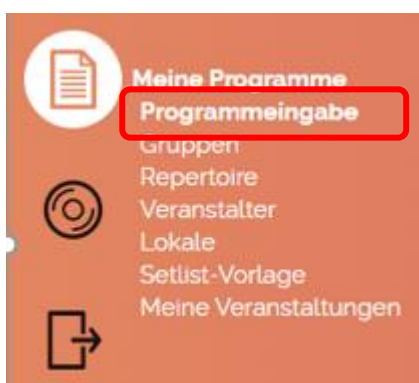 Meine Programme
Programmeingabe
Gruppen
Repertoire
Veranstalter
Lokale
Setlist-Vorlage
Meine Veranstaltungen